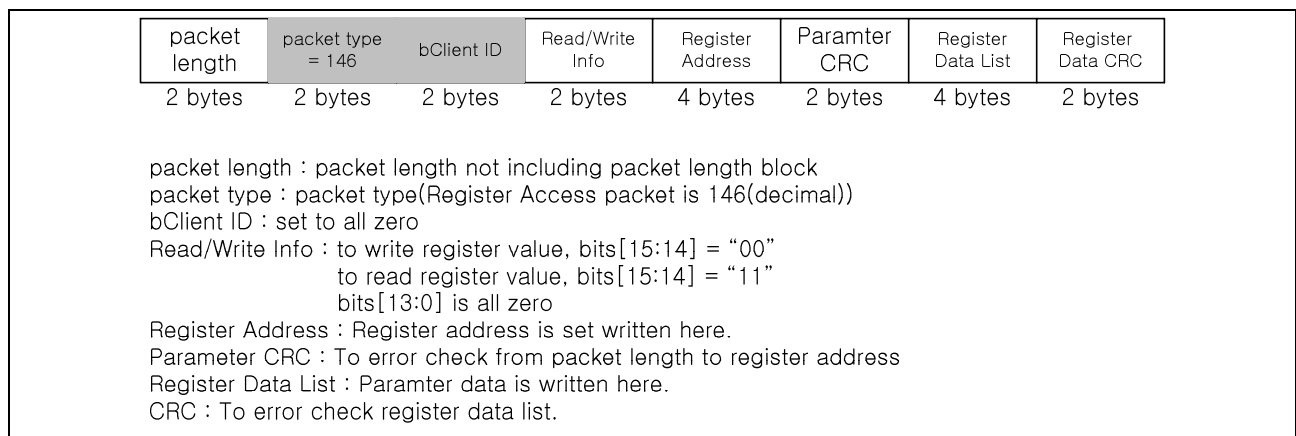 packet length
packet type = 146
bClient ID
Read/Write Info
Register Address
Paramter CRC
Register Data List
Register Data CRC
2 bytes 2 bytes 2 bytes 2 bytes 4 bytes 2 bytes 4 bytes 2 bytes
packet length : packet length not including packet length block
packet type : packet type(Register Access packet is 146(decimal))
bClient ID : set to all zero
Read/Write Info : to write register value, bits[15:14] = “00”
to read register value, bits[15:14] = “11”
bits[13:0] is all zero
Register Address : Register address is set written here.
Parameter CRC : To error check from packet length to register address
Register Data List : Paramter data is written here.
CRC : To error check register data list.